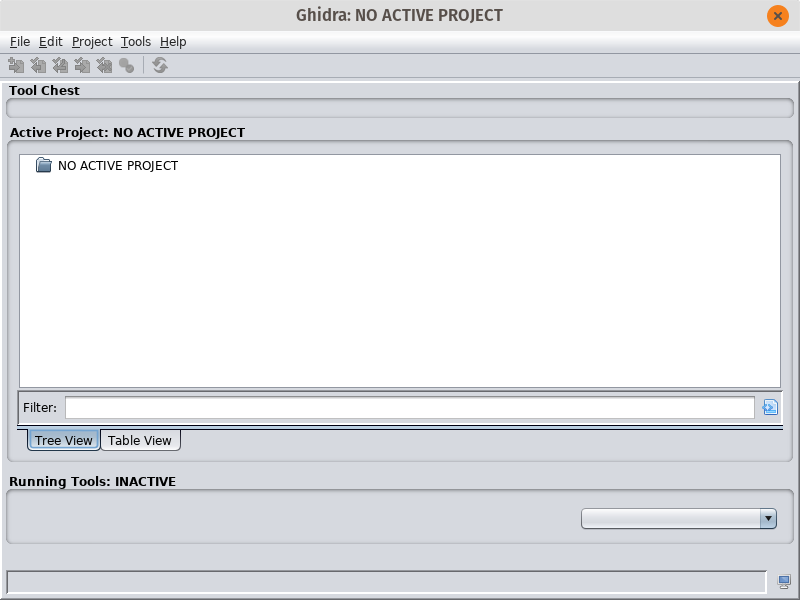 Ghidra: NO ACTIVE PROJECT
File Edit Project Tools Help
Tool Chest
Active Project: NO ACTIVE PROJECT
NO ACTIVE PROJECT
Filter:
Tree View Table View
Running Tools: INACTIVE